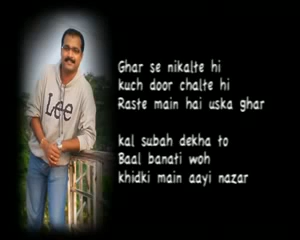 Ghar se nikalte hi
kuch door chalte hi
Raste main hai uska ghar
kal subah dekha to
Baal banati woh
khidki main aayi nazar
Lee